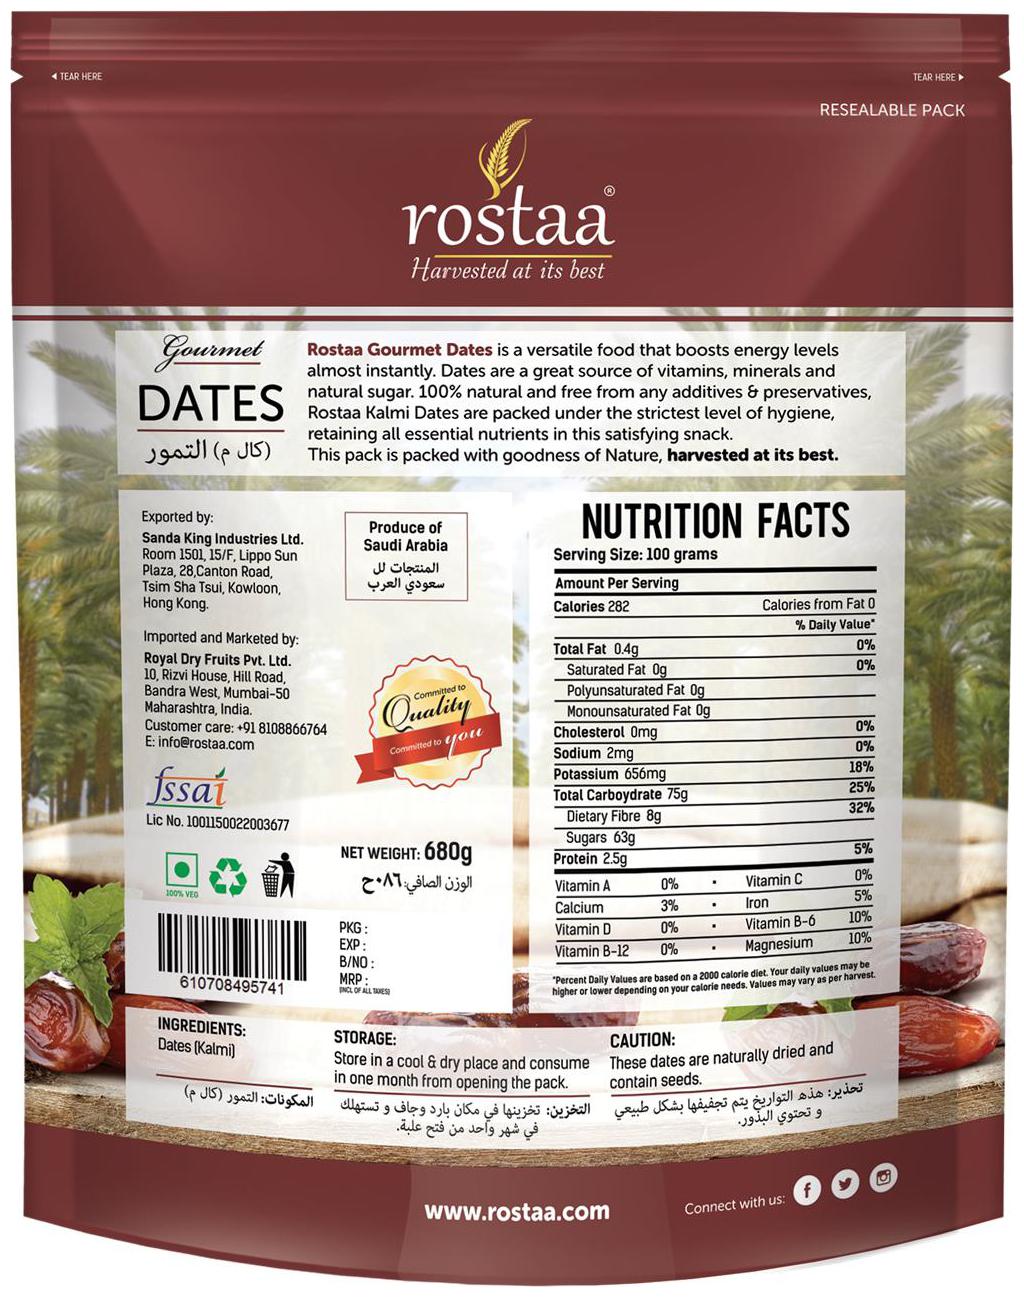 TEAR HERE
TEAR HERE
RESEALABLE PACK
rostaa®
Harvested at its best
Gourmet
DATES
(كال م) التمور
Rostaa Gourmet Dates is a versatile food that boosts energy levels
almost instantly. Dates are a great source of vitamins, minerals and
natural sugar. 100% natural and free from any additives & preservatives,
Rostaa Kalmi Dates are packed under the strictest level of hygiene,
retaining all essential nutrients in this satisfying snack.
This pack is packed with goodness of Nature, harvested at its best.
Exported by:
Sanda King Industries Ltd.
Room 1501, 15/F, Lippo Sun
Plaza, 28,Canton Road,
Tsim Sha Tsui, Kowloon,
Hong Kong.
Imported and Marketed by:
Royal Dry Fruits Pvt. Ltd.
10, Rizvi House, Hill Road,
Bandra West, Mumbai-50
Maharashtra, India.
Customer care: +91 8108866764
E: info@rostaa.com
fssai
Lic No. 1001150022003677
100% VEG
610708495741
Produce of
Saudi Arabia
المنتجات لل
سعودي العرب
Committed to
Quality
Committed to you
NET WEIGHT: 680g
الوزن الصافي: ٠٨٦ج
PKG :
EXP :
B/NO :
MRP :
(INCL OF ALL TAXES)
NUTRITION FACTS
Serving Size: 100 grams
Amount Per Serving
Calories 282 Calories from Fat 0
% Daily Value*
Total Fat 0.4g 0%
Saturated Fat 0g 0%
Polyunsaturated Fat 0g
Monounsaturated Fat 0g
Cholesterol 0mg 0%
Sodium 2mg 0%
Potassium 656mg 18%
Total Carboydrate 75g 25%
Dietary Fibre 8g 32%
Sugars 63g
Protein 2.5g 5%
Vitamin A 0% • Vitamin C 0%
Calcium 3% • Iron 5%
Vitamin D 0% • Vitamin B-6 10%
Vitamin B-12 0% • Magnesium 10%
*Percent Daily Values are based on a 2000 calorie diet. Your daily values may be
higher or lower depending on your calorie needs. Values may vary as per harvest.
INGREDIENTS:
Dates (Kalmi)
المكونات: التمور (كال م)
STORAGE:
Store in a cool & dry place and consume
in one month from opening the pack.
التخزين: تخزينها في مكان بارد وجاف و تستهلك
في شهر واحد من فتح علبة.
CAUTION:
These dates are naturally dried and
contain seeds.
تحذير: هذه التواريخ يتم تجفيفها بشكل طبيعي
و تحتوي البذور.
www.rostaa.com
Connect with us: